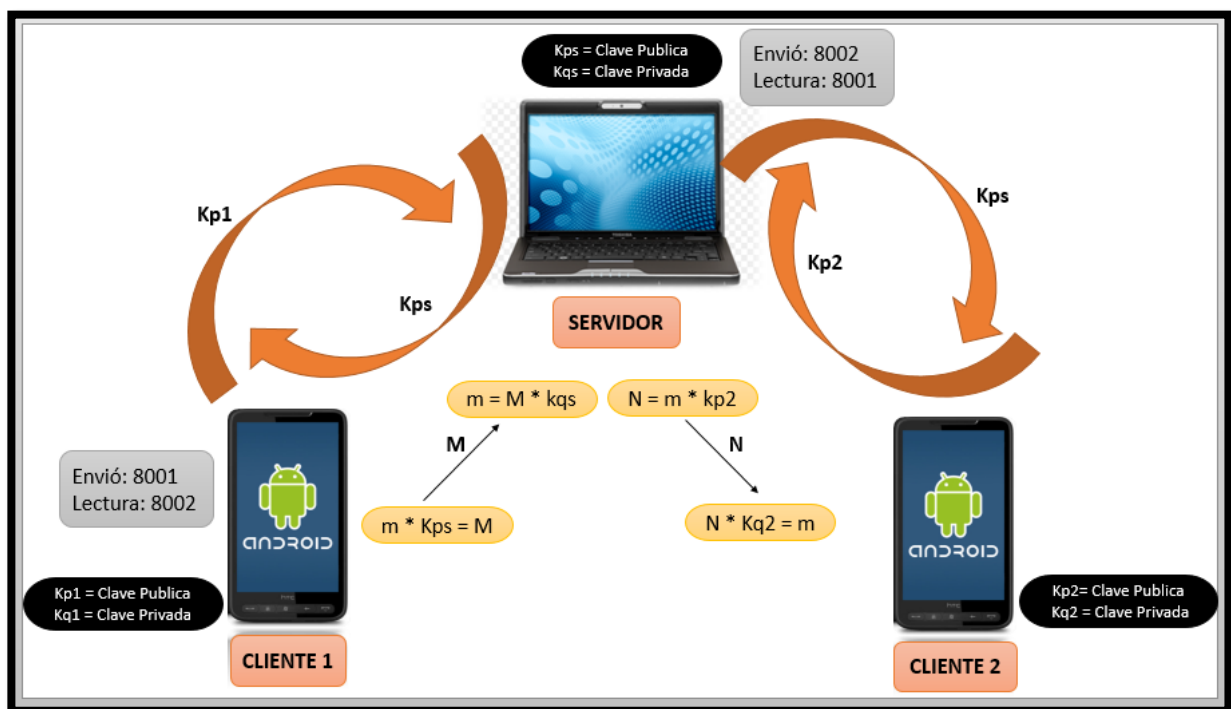 Kps = Clave Publica
Kqs = Clave Privada
Envió: 8002
Lectura: 8001
Kp1
Kps
Kps
Kp2
SERVIDOR
m = M * kqs
N = m * kp2
M
N
Envió: 8001
Lectura: 8002
m * Kps = M
N * Kq2 = m
ANDROID
ANDROID
Kp1 = Clave Publica
Kq1 = Clave Privada
Kp2= Clave Publica
Kq2 = Clave Privada
CLIENTE 1
CLIENTE 2